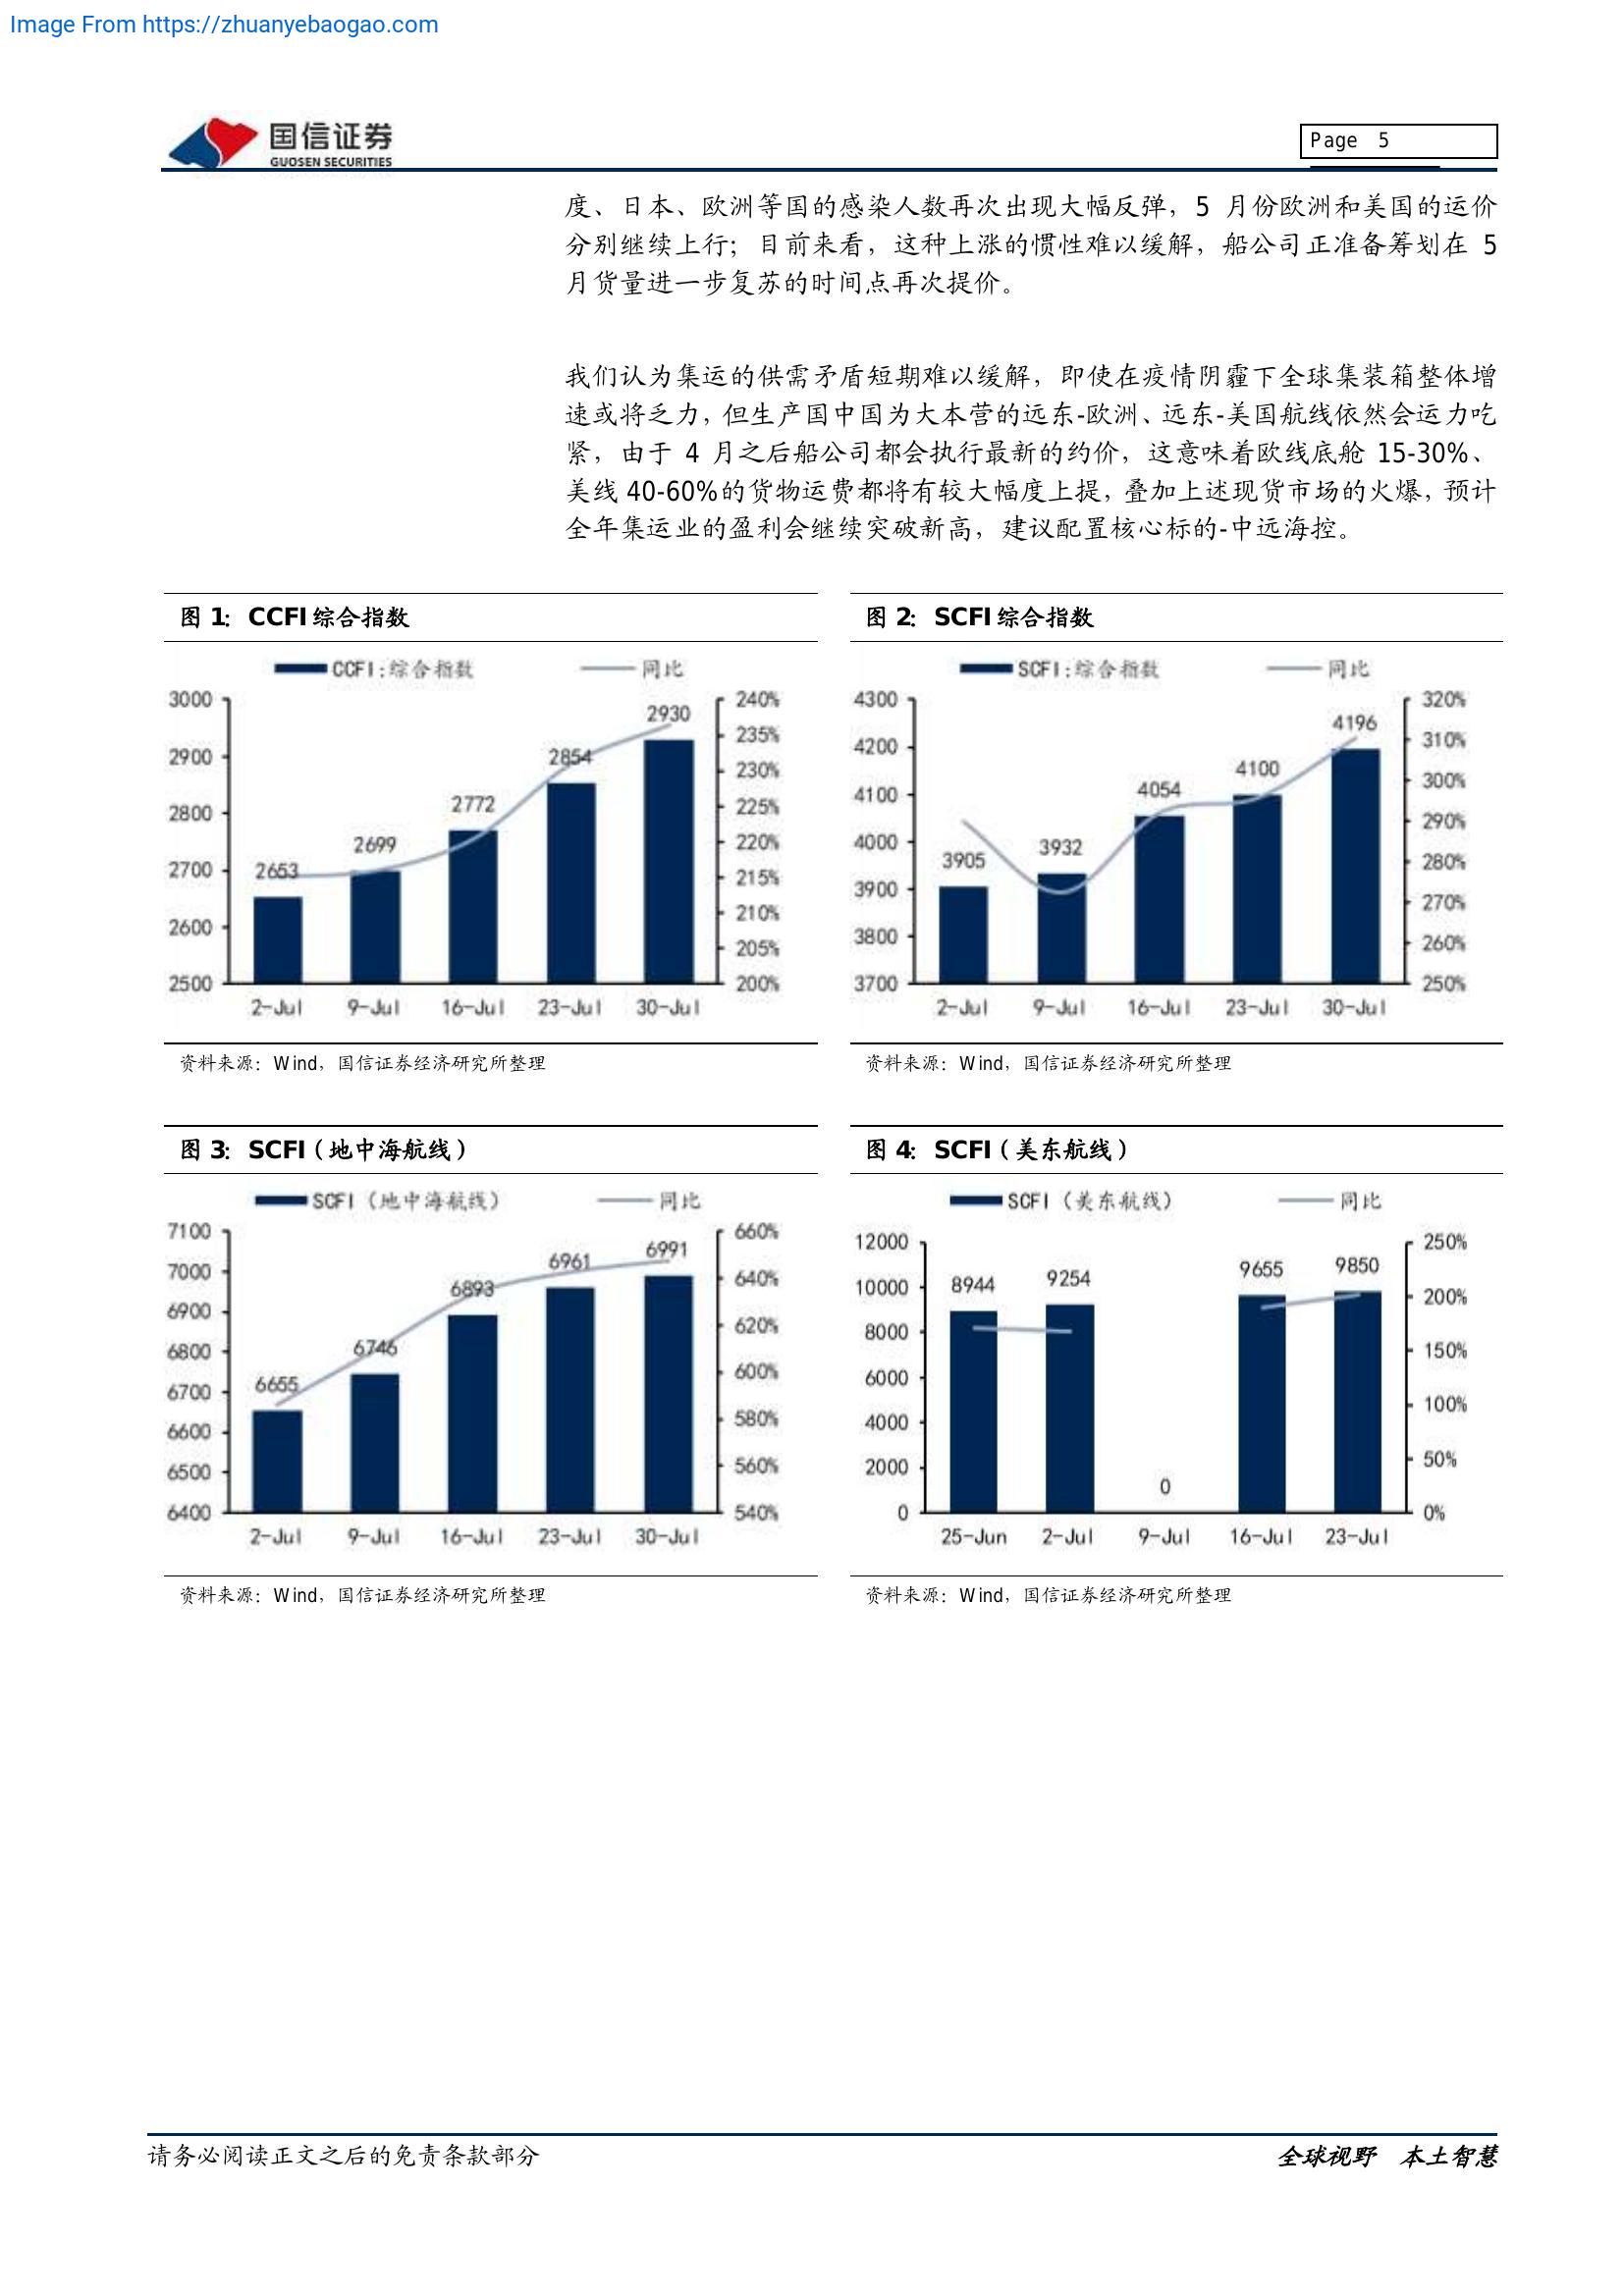 Image From https://zhuanyebaogao.com
国信证券
GUOSEN SECURITIES
Page 5
度、日本、欧洲等国的感染人数再次出现大幅反弹，5 月份欧洲和美国的运价
分别继续上行；目前来看，这种上涨的惯性难以缓解，船公司正准备筹划在 5
月货量进一步复苏的时间点再次提价。
我们认为集运的供需矛盾短期难以缓解，即使在疫情阴霾下全球集装箱整体增
速或将乏力，但生产国中国为大本营的远东-欧洲、远东-美国航线依然会运力吃
紧，由于 4 月之后船公司都会执行最新的约价，这意味着欧线底舱 15-30%、
美线 40-60%的货物运费都将有较大幅度上提，叠加上述现货市场的火爆，预计
全年集运业的盈利会继续突破新高，建议配置核心标的-中远海控。
图 1：CCFI 综合指数
CCFI:综合指数 同比
3000
2900
2800
2700
2600
2500
2653
2699
2772
2854
2930
240%
235%
230%
225%
220%
215%
210%
205%
200%
2-Jul 9-Jul 16-Jul 23-Jul 30-Jul
资料来源：Wind，国信证券经济研究所整理
图 2：SCFI 综合指数
SCFI:综合指数 同比
4300
4200
4100
4000
3900
3800
3700
3905
3932
4054
4100
4196
320%
310%
300%
290%
280%
270%
260%
250%
2-Jul 9-Jul 16-Jul 23-Jul 30-Jul
资料来源：Wind，国信证券经济研究所整理
图 3：SCFI（地中海航线）
SCFI（地中海航线） 同比
7100
7000
6900
6800
6700
6600
6500
6400
6655
6746
6893
6961
6991
660%
640%
620%
600%
580%
560%
540%
2-Jul 9-Jul 16-Jul 23-Jul 30-Jul
资料来源：Wind，国信证券经济研究所整理
图 4：SCFI（美东航线）
SCFI（美东航线） 同比
12000
10000
8000
6000
4000
2000
0
8944
9254
0
9655
9850
250%
200%
150%
100%
50%
0%
25-Jun 2-Jul 9-Jul 16-Jul 23-Jul
资料来源：Wind，国信证券经济研究所整理
请务必阅读正文之后的免责条款部分
全球视野 本土智慧